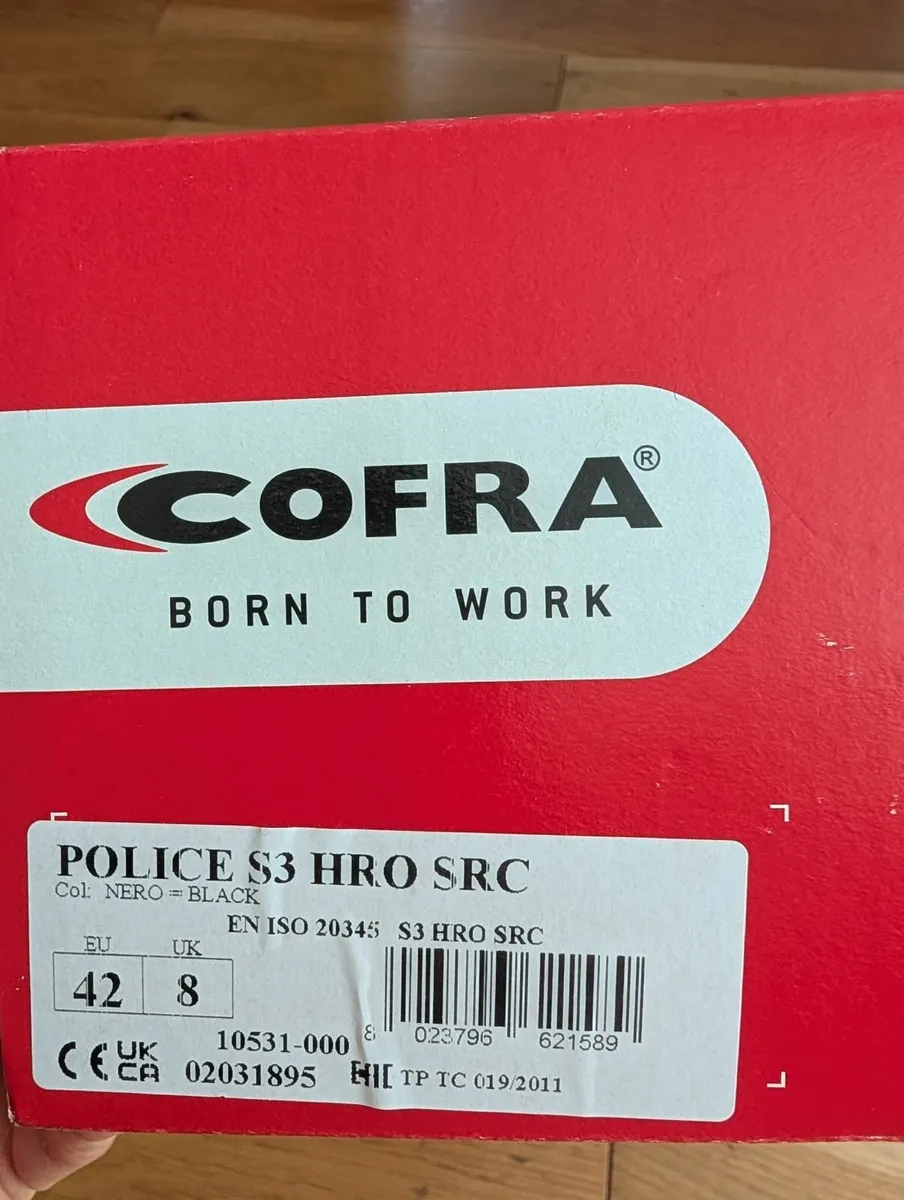 COFRA®
BORN TO WORK
POLICE S3 HRO SRC
Col: NERO = BLACK
EN ISO 20345 S3 HRO SRC
EU UK
42 8
8 023796 621589
10531-000
CE UK CA 02031895 EAC TP TC 019/2011